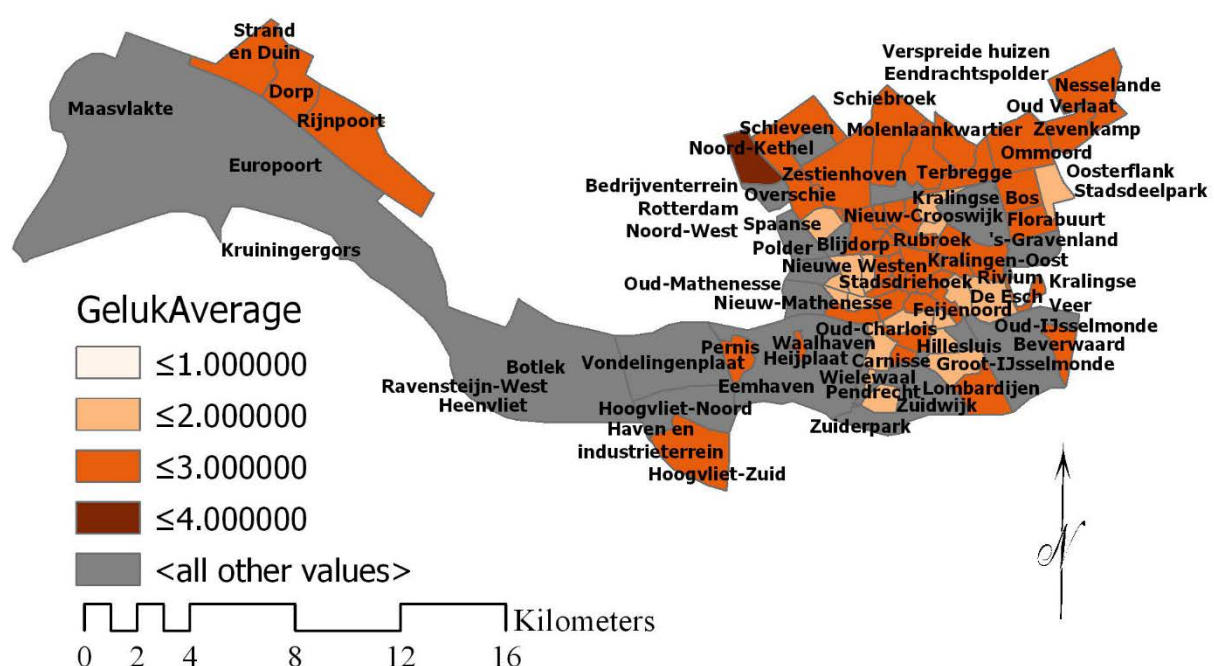 Strand
en Duin
Dorp
Rijnpoort
Maasvlakte
Europoort
Kruiningergors
Verspreide huizen
Eendrachtspolder
Nesselande
Schiebroek
Oud Verlaat
Schieveen
Molenlaankwartier
Zevenkamp
Noord-Kethel
Ommoord
Zestienhoven
Terbregge
Oosterflank
Bedrijventerrein
Overschie
Kralingse Bos
Stadsdeelpark
Rotterdam
Noord-West
Spaanse
Nieuw-Crooswijk
Florabuurt
Polder
Blijdorp
Rubroek
's-Gravenland
Nieuwe Westen
Kralingen-Oost
Oud-Mathenesse
Stadsdriehoek
Rivium
Kralingse
Nieuw-Mathenesse
De Esch
Veer
Feijenoord
Oud-Charlois
Oud-IJsselmonde
Pernis
Waalhaven
Hillesluis
Beverwaard
Botlek
Vondelingenplaat
Heijplaat
Carnisse
Groot-IJsselmonde
Ravensteijn-West
Eemhaven
Wielewaal
Heenvliet
Pendrecht
Lombardijen
Hoogvliet-Noord
Zuidwijk
Haven en
industrieterrein
Zuiderpark
Hoogvliet-Zuid
GelukAverage
≤1.000000
≤2.000000
≤3.000000
≤4.000000
<all other values>
Kilometers
0 2 4 8 12 16
N